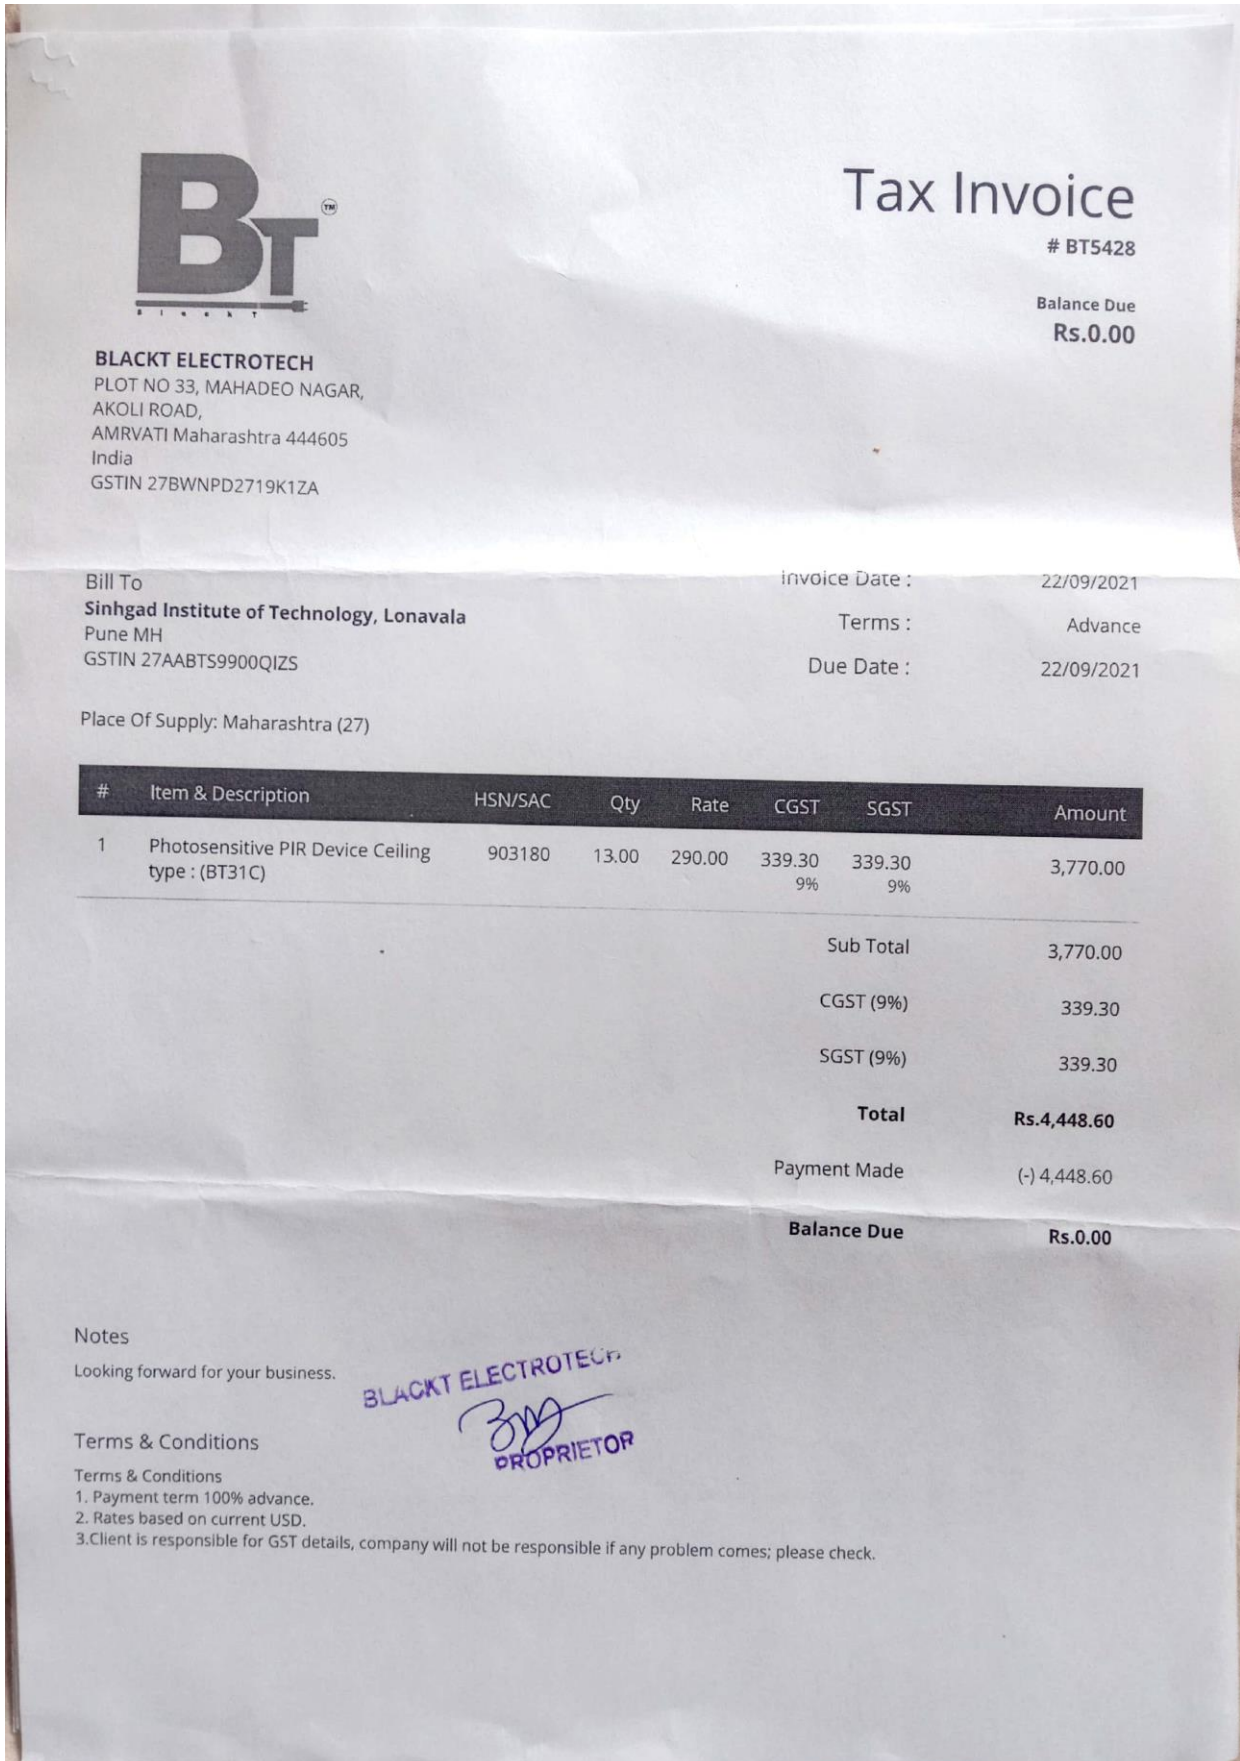 BT
TM
BlackT
Tax Invoice
# BT5428
Balance Due
Rs.0.00
BLACKT ELECTROTECH
PLOT NO 33, MAHADEO NAGAR,
AKOLI ROAD,
AMRVATI Maharashtra 444605
India
GSTIN 27BWNPD2719K1ZA
Bill To
Sinhgad Institute of Technology, Lonavala
Pune MH
GSTIN 27AABTS9900QIZS
Invoice Date : 22/09/2021
Terms : Advance
Due Date : 22/09/2021
Place Of Supply: Maharashtra (27)
# Item & Description HSN/SAC Qty Rate CGST SGST Amount
1 Photosensitive PIR Device Ceiling 903180 13.00 290.00 339.30 339.30 3,770.00
type : (BT31C) 9% 9%
Sub Total 3,770.00
CGST (9%) 339.30
SGST (9%) 339.30
Total Rs.4,448.60
Payment Made (-) 4,448.60
Balance Due Rs.0.00
Notes
Looking forward for your business.
BLACKT ELECTROTECH
PROPRIETOR
Terms & Conditions
Terms & Conditions
1. Payment term 100% advance.
2. Rates based on current USD.
3.Client is responsible for GST details, company will not be responsible if any problem comes; please check.